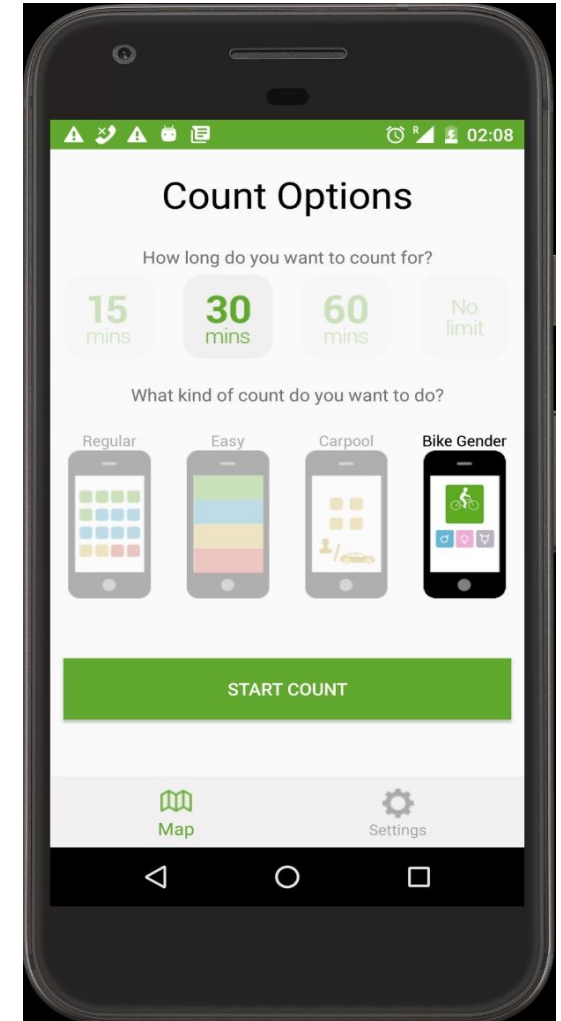 R 02:08
Count Options
How long do you want to count for?
15 mins
30 mins
60 mins
No limit
What kind of count do you want to do?
Regular
Easy
Carpool
Bike Gender
START COUNT
Map
Settings